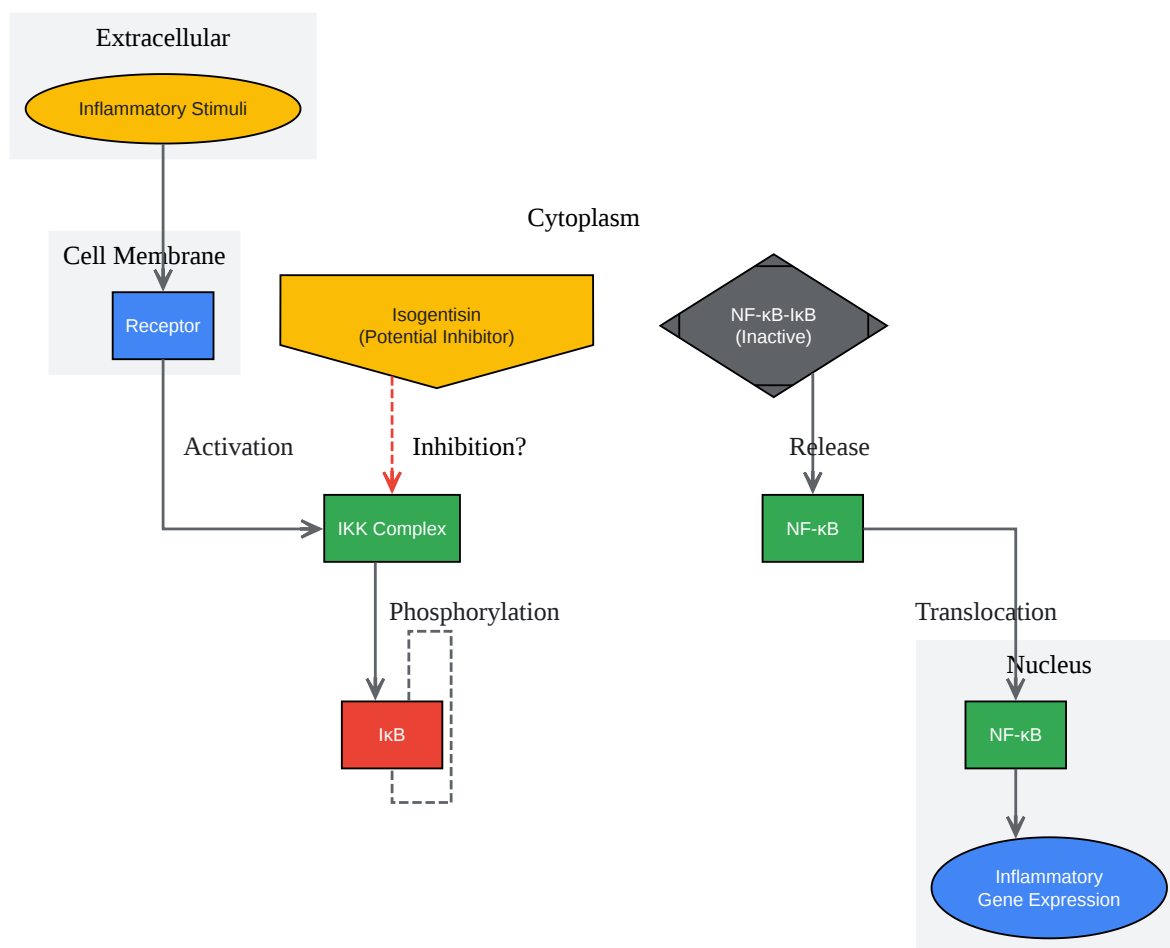 Extracellular
Inflammatory Stimuli
Cytoplasm
Cell Membrane
Receptor
Isogentisin
(Potential Inhibitor)
NF-κB-IκB
(Inactive)
Activation
Inhibition?
Release
IKK Complex
NF-κB
Phosphorylation
Translocation
Nucleus
IκB
NF-κB
Inflammatory
Gene Expression